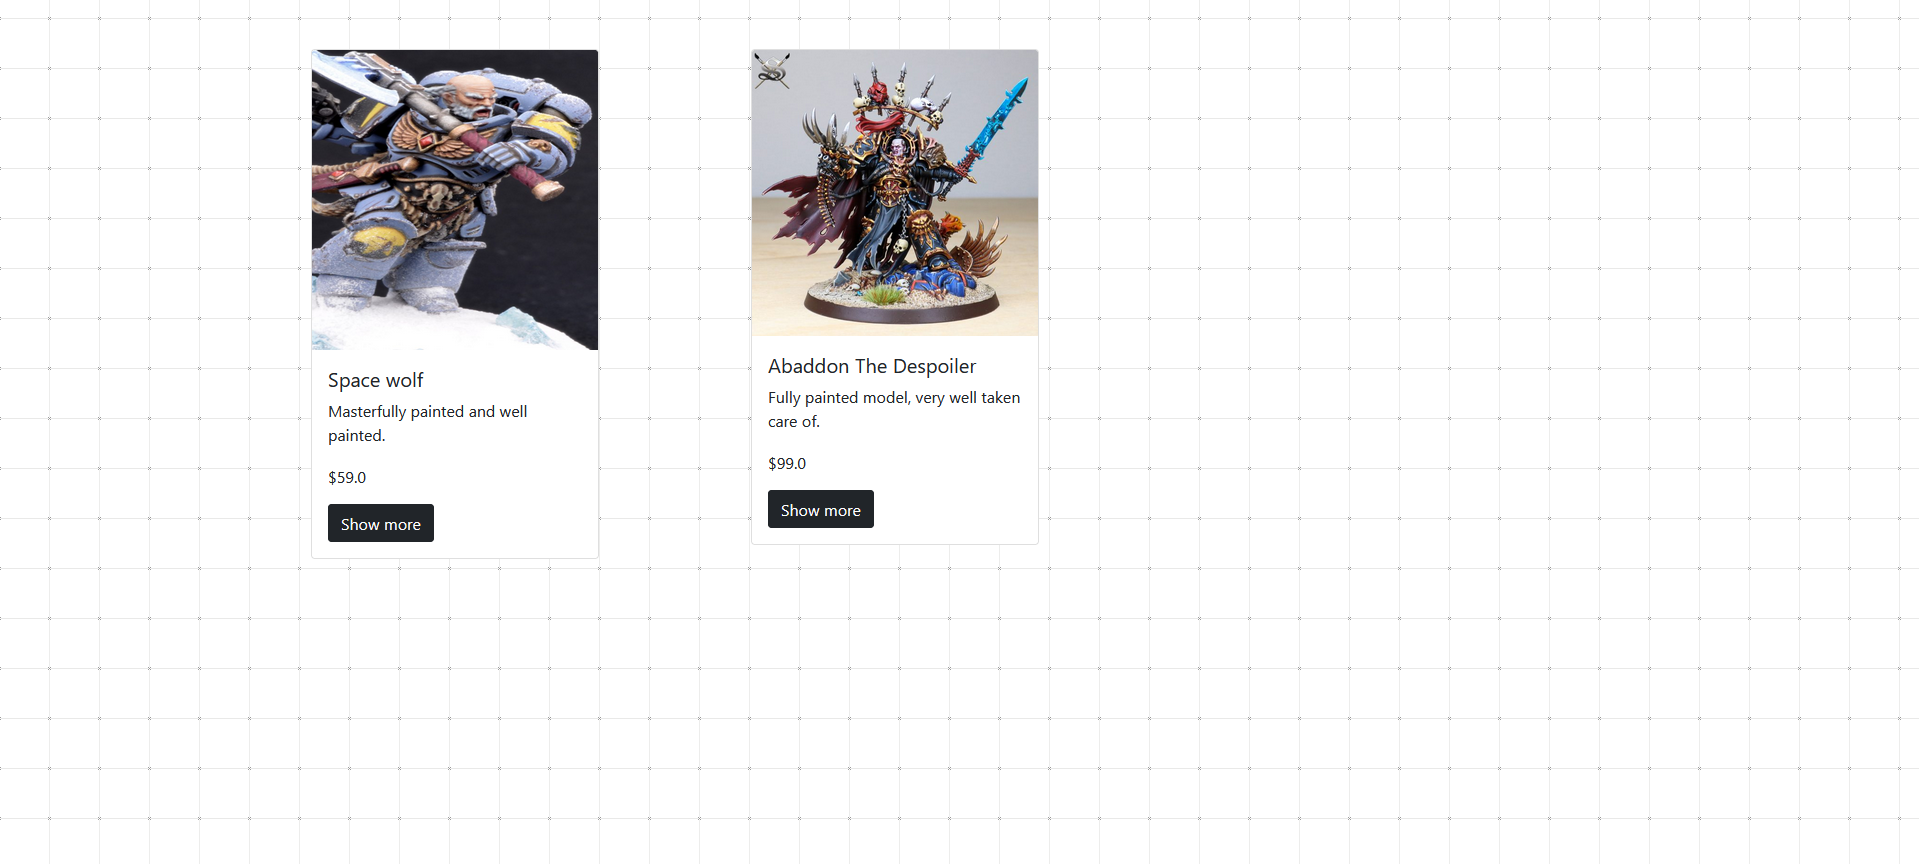 Space wolf
Masterfully painted and well
painted.
$59.0
Show more
Abaddon The Despoiler
Fully painted model, very well taken
care of.
$99.0
Show more